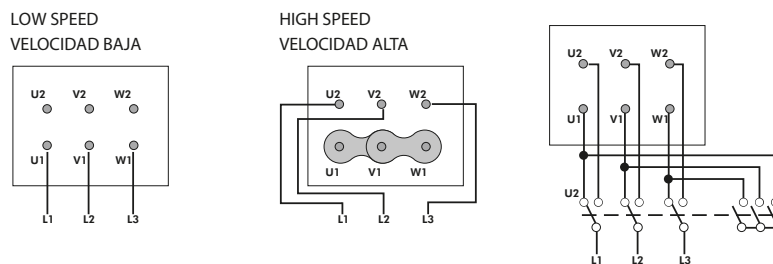 LOW SPEED
VELOCIDAD BAJA
U2 V2 W2
U1 V1 W1
L1 L2 L3
HIGH SPEED
VELOCIDAD ALTA
U2 V2 W2
U1 V1 W1
L1 L2 L3
U2 V2 W2
U1 V1 W1
U2
L1 L2 L3